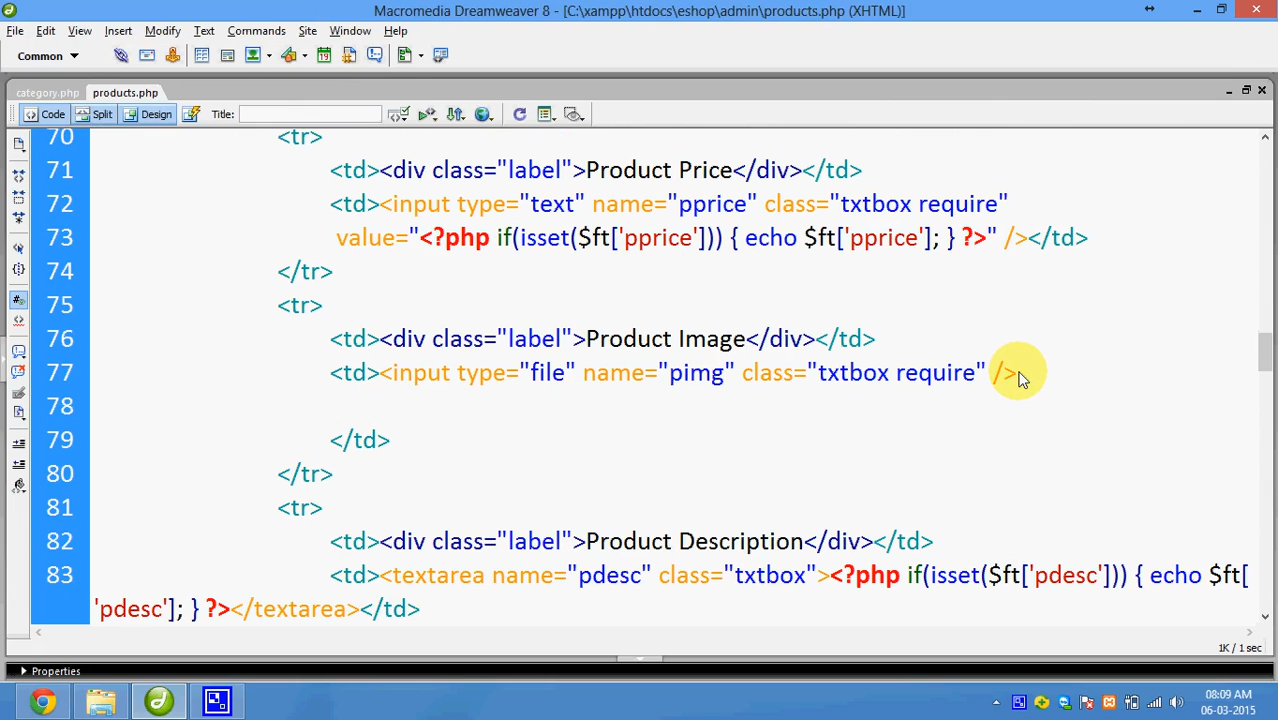 Macromedia Dreamweaver 8 - [C:\xampp\htdocs\eshop\admin\products.php (XHTML)]
File Edit View Insert Modify Text Commands Site Window Help
Common
category.php products.php
Code Split Design Title:
70 <tr>
71 <td><div class="label">Product Price</div></td>
72 <td><input type="text" name="pprice" class="txtbox require"
73 value="<?php if(isset($ft['pprice'])) { echo $ft['pprice']; } ?>" /></td>
74 </tr>
75 <tr>
76 <td><div class="label">Product Image</div></td>
77 <td><input type="file" name="pimg" class="txtbox require" />
78
79 </td>
80 </tr>
81 <tr>
82 <td><div class="label">Product Description</div></td>
83 <td><textarea name="pdesc" class="txtbox"><?php if(isset($ft['pdesc'])) { echo $ft[
'pdesc']; } ?></textarea></td>
1K / 1 sec
Properties
08:09 AM
06-03-2015